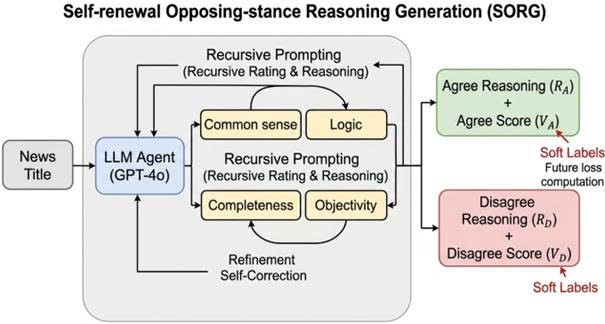 Self-renewal Opposing-stance Reasoning Generation (SORG)
Recursive Prompting
(Recursive Rating & Reasoning)
News
Title
LLM Agent
(GPT-4o)
Common sense
Logic
Recursive Prompting
(Recursive Rating & Reasoning)
Completeness
Objectivity
Refinement
Self-Correction
Agree Reasoning (R_A)
+
Agree Score (V_A)
Soft Labels
Future loss
computation
Disagree
Reasoning (R_D)
+
Disagree Score (V_D)
Soft Labels